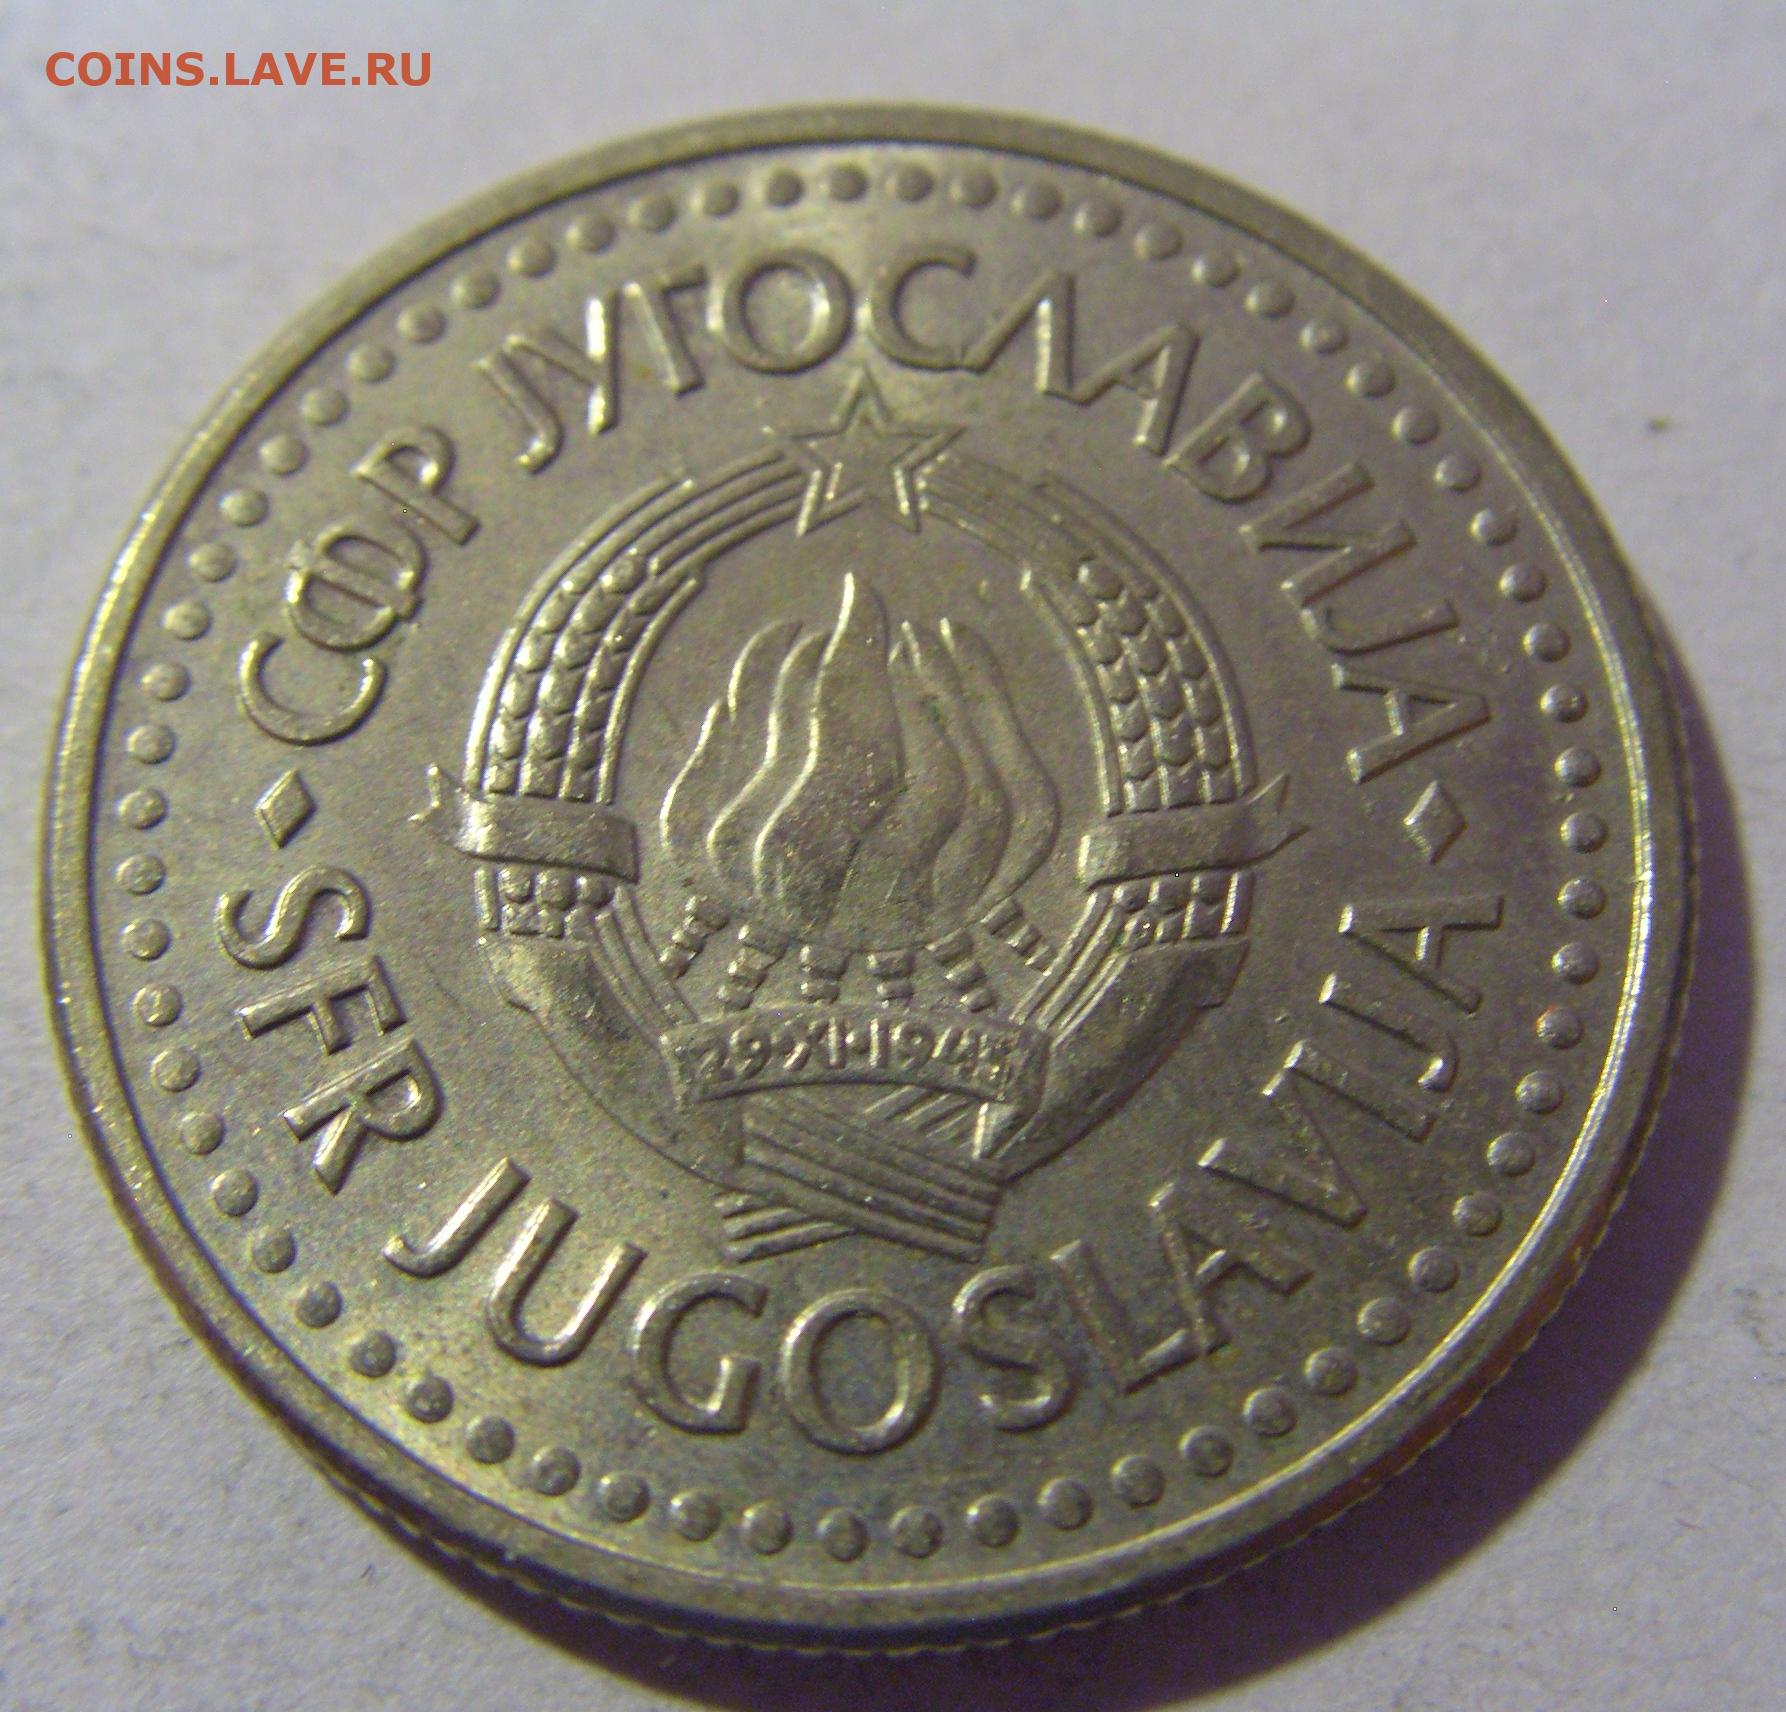 COINS.LAVE.RU
СФР ЈУГОСЛАВИЈА
29·XI·1943
SFR JUGOSLAVIJA